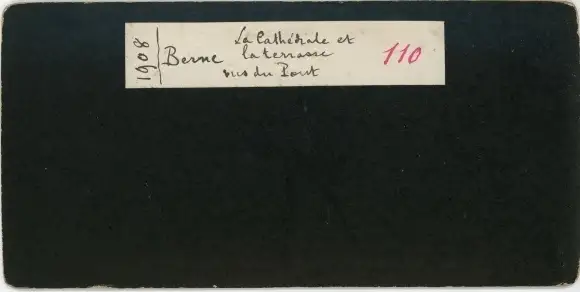 1908
Berne
La Cathédrale et
la terrasse
vus du Pont
110